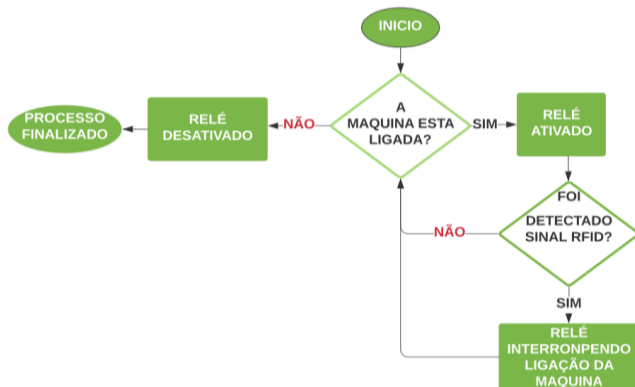 INICIO
A
MAQUINA ESTA
LIGADA?
NÃO
RELÉ
DESATIVADO
PROCESSO
FINALIZADO
SIM
RELÉ
ATIVADO
FOI
DETECTADO
SINAL RFID?
NÃO
SIM
RELÉ
INTERRONPENDO
LIGAÇÃO DA
MAQUINA